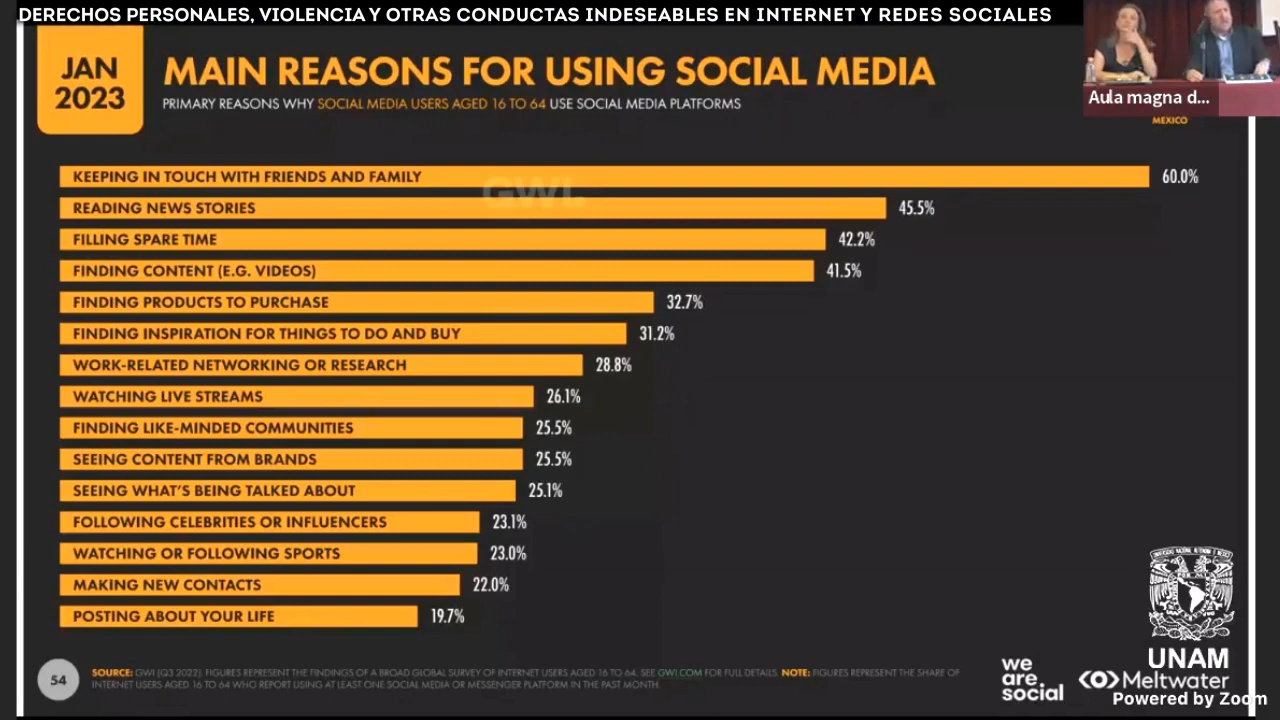 DERECHOS PERSONALES, VIOLENCIA Y OTRAS CONDUCTAS INDESEABLES EN INTERNET Y REDES SOCIALES
JAN
2023
MAIN REASONS FOR USING SOCIAL MEDIA
PRIMARY REASONS WHY SOCIAL MEDIA USERS AGED 16 TO 64 USE SOCIAL MEDIA PLATFORMS
Aula magna d...
MEXICO
KEEPING IN TOUCH WITH FRIENDS AND FAMILY 60.0%
GWI.
READING NEWS STORIES 45.5%
FILLING SPARE TIME 42.2%
FINDING CONTENT (E.G. VIDEOS) 41.5%
FINDING PRODUCTS TO PURCHASE 32.7%
FINDING INSPIRATION FOR THINGS TO DO AND BUY 31.2%
WORK-RELATED NETWORKING OR RESEARCH 28.8%
WATCHING LIVE STREAMS 26.1%
FINDING LIKE-MINDED COMMUNITIES 25.5%
SEEING CONTENT FROM BRANDS 25.5%
SEEING WHAT'S BEING TALKED ABOUT 25.1%
FOLLOWING CELEBRITIES OR INFLUENCERS 23.1%
WATCHING OR FOLLOWING SPORTS 23.0%
MAKING NEW CONTACTS 22.0%
POSTING ABOUT YOUR LIFE 19.7%
54
SOURCE: GWI (Q3 2022). FIGURES REPRESENT THE FINDINGS OF A BROAD GLOBAL SURVEY OF INTERNET USERS AGED 16 TO 64. SEE GWI.COM FOR FULL DETAILS. NOTE: FIGURES REPRESENT THE SHARE OF
INTERNET USERS AGED 16 TO 64 WHO REPORT USING AT LEAST ONE SOCIAL MEDIA OR MESSENGER PLATFORM IN THE PAST MONTH.
we
are
social
Meltwater
UNAM
Powered by Zoom